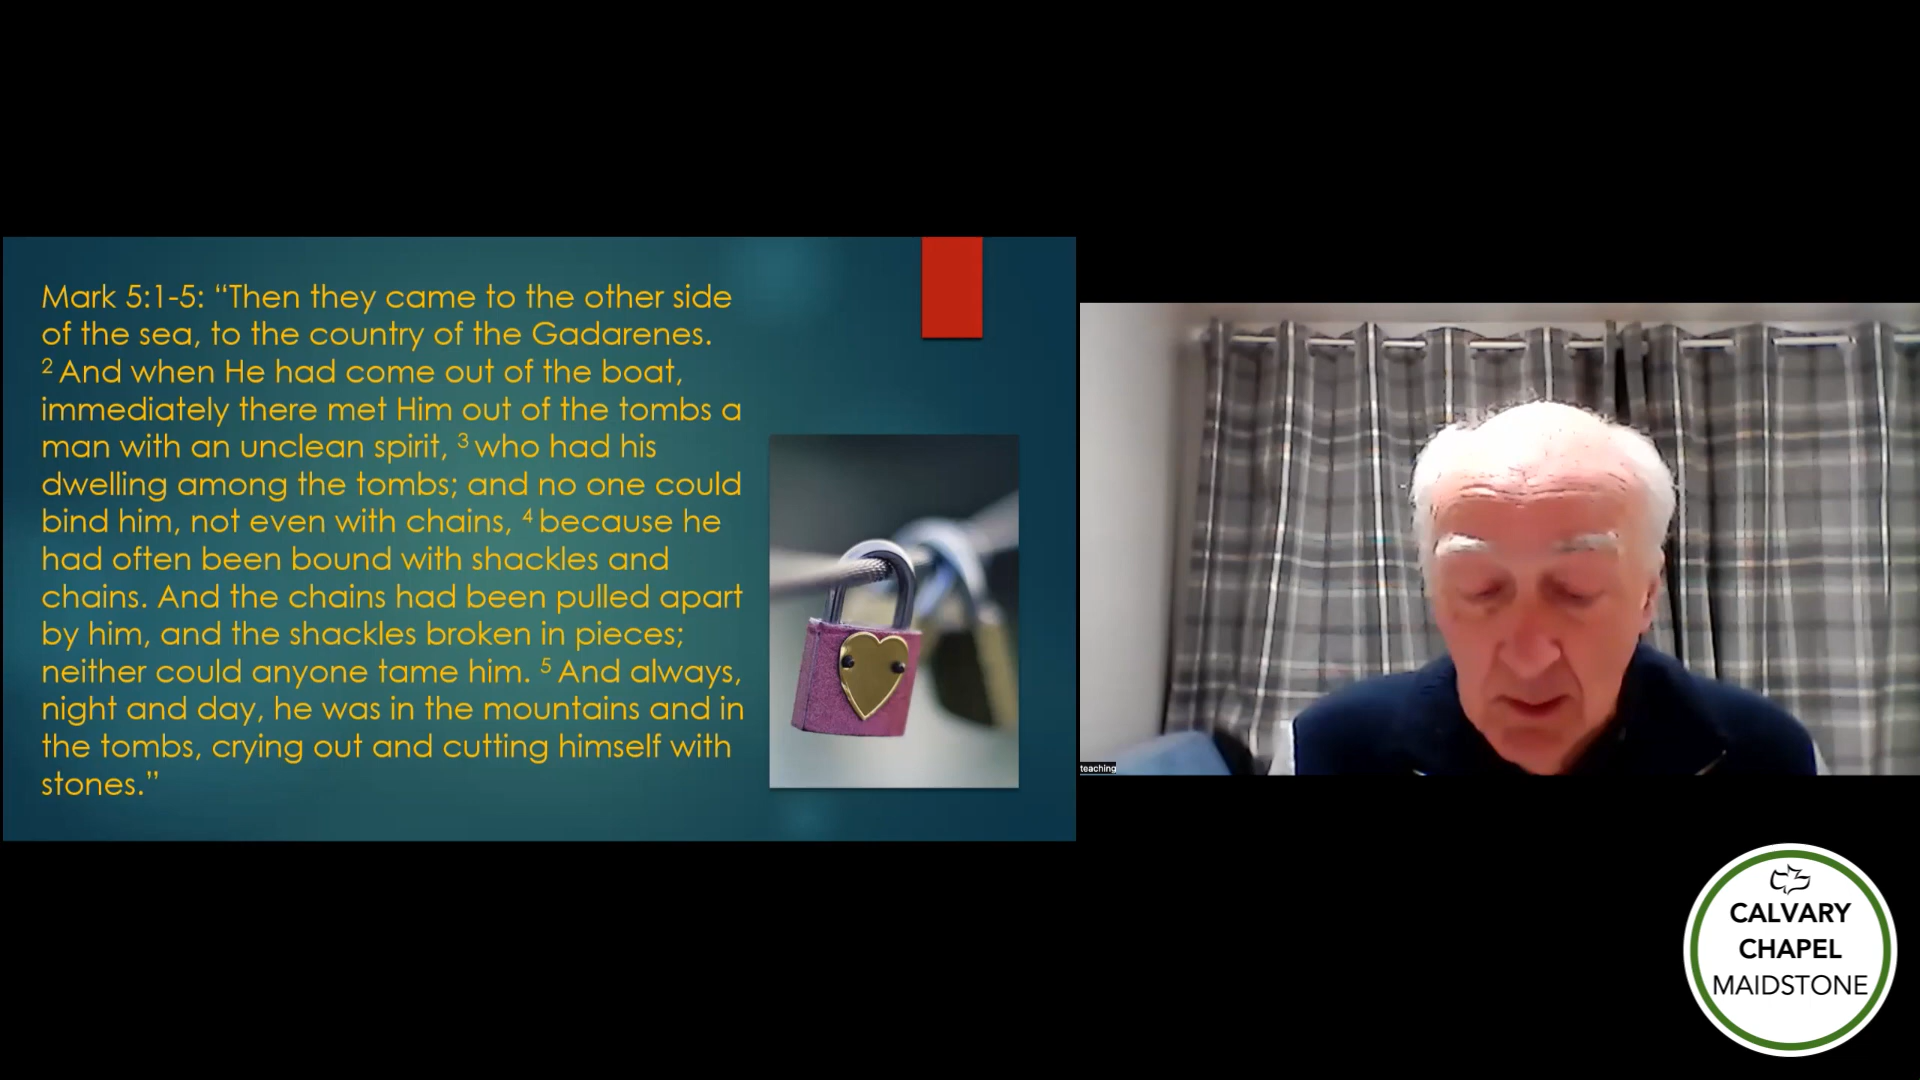 Mark 5:1-5: “Then they came to the other side
of the sea, to the country of the Gadarenes.
² And when He had come out of the boat,
immediately there met Him out of the tombs a
man with an unclean spirit, ³ who had his
dwelling among the tombs; and no one could
bind him, not even with chains, ⁴ because he
had often been bound with shackles and
chains. And the chains had been pulled apart
by him, and the shackles broken in pieces;
neither could anyone tame him. ⁵ And always,
night and day, he was in the mountains and in
the tombs, crying out and cutting himself with
stones.”
teaching
CALVARY
CHAPEL
MAIDSTONE